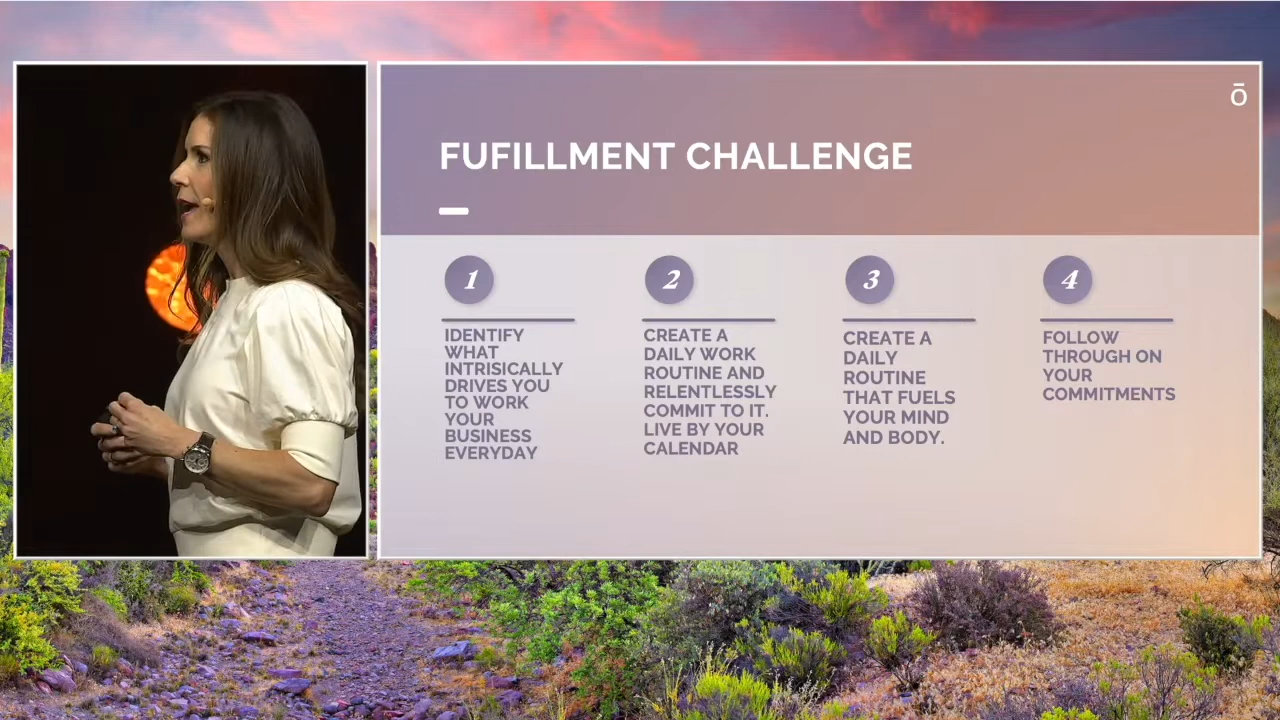 ō
FUFILLMENT CHALLENGE
1
IDENTIFY
WHAT
INTRISICALLY
DRIVES YOU
TO WORK
YOUR
BUSINESS
EVERYDAY
2
CREATE A
DAILY WORK
ROUTINE AND
RELENTLESSLY
COMMIT TO IT.
LIVE BY YOUR
CALENDAR
3
CREATE A
DAILY
ROUTINE
THAT FUELS
YOUR MIND
AND BODY.
4
FOLLOW
THROUGH ON
YOUR
COMMITMENTS